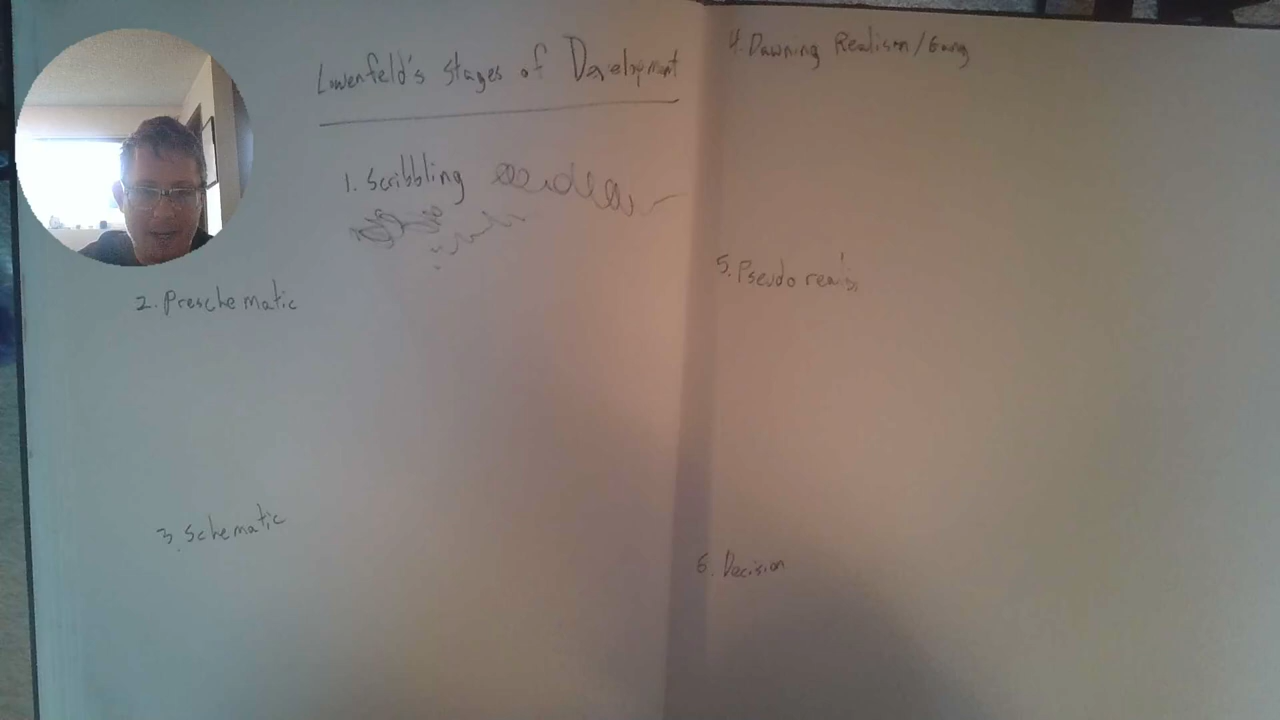 Lowenfeld's Stages of Development
1. Scribbling
2. Preschematic
3. Schematic
4. Dawning Realism/Gang
5. Pseudo realis
6. Decision